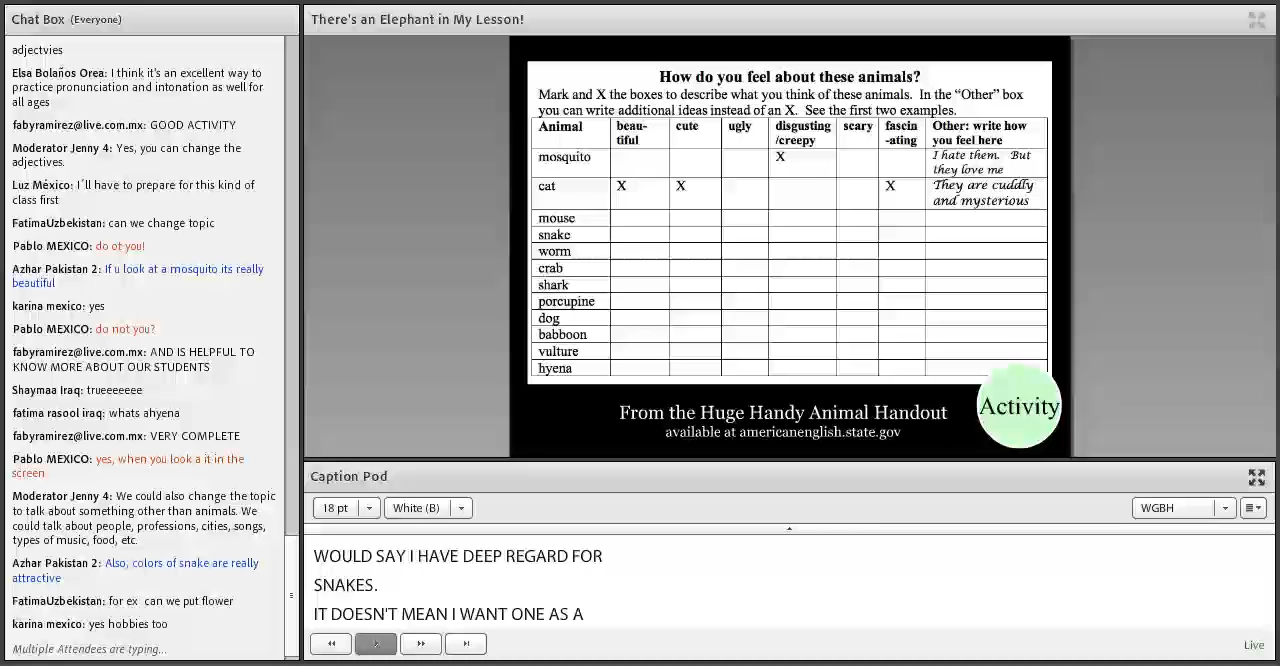 Chat Box (Everyone)
adjectvies
Elsa Bolaños Orea: I think it's an excellent way to
practice pronunciation and intonation as well for
all ages
fabyramirez@live.com.mx: GOOD ACTIVITY
Moderator Jenny 4: Yes, you can change the
adjectives.
Luz México: I´ll have to prepare for this kind of
class first
FatimaUzbekistan: can we change topic
Pablo MEXICO: do ot you!
Azhar Pakistan 2: If u look at a mosquito its really
beautiful
karina mexico: yes
Pablo MEXICO: do not you?
fabyramirez@live.com.mx: AND IS HELPFUL TO
KNOW MORE ABOUT OUR STUDENTS
Shaymaa Iraq: trueeeeeee
fatima rasool iraq: whats ahyena
fabyramirez@live.com.mx: VERY COMPLETE
Pablo MEXICO: yes, when you look a it in the
screen
Moderator Jenny 4: We could also change the topic
to talk about something other than animals. We
could talk about people, professions, cities, songs,
types of music, food, etc.
Azhar Pakistan 2: Also, colors of snake are really
attractive
FatimaUzbekistan: for ex can we put flower
karina mexico: yes hobbies too
Multiple Attendees are typing...
There's an Elephant in My Lesson!
How do you feel about these animals?
Mark and X the boxes to describe what you think of these animals. In the “Other” box
you can write additional ideas instead of an X. See the first two examples.
Animal beau- cute ugly disgusting scary fascin Other: write how
tiful /creepy -ating you feel here
mosquito X I hate them. But
they love me
cat X X X They are cuddly
and mysterious
mouse
snake
worm
crab
shark
porcupine
dog
babboon
vulture
hyena
From the Huge Handy Animal Handout
available at americanenglish.state.gov
Activity
Caption Pod
18 pt White (B) WGBH
WOULD SAY I HAVE DEEP REGARD FOR
SNAKES.
IT DOESN'T MEAN I WANT ONE AS A
Live